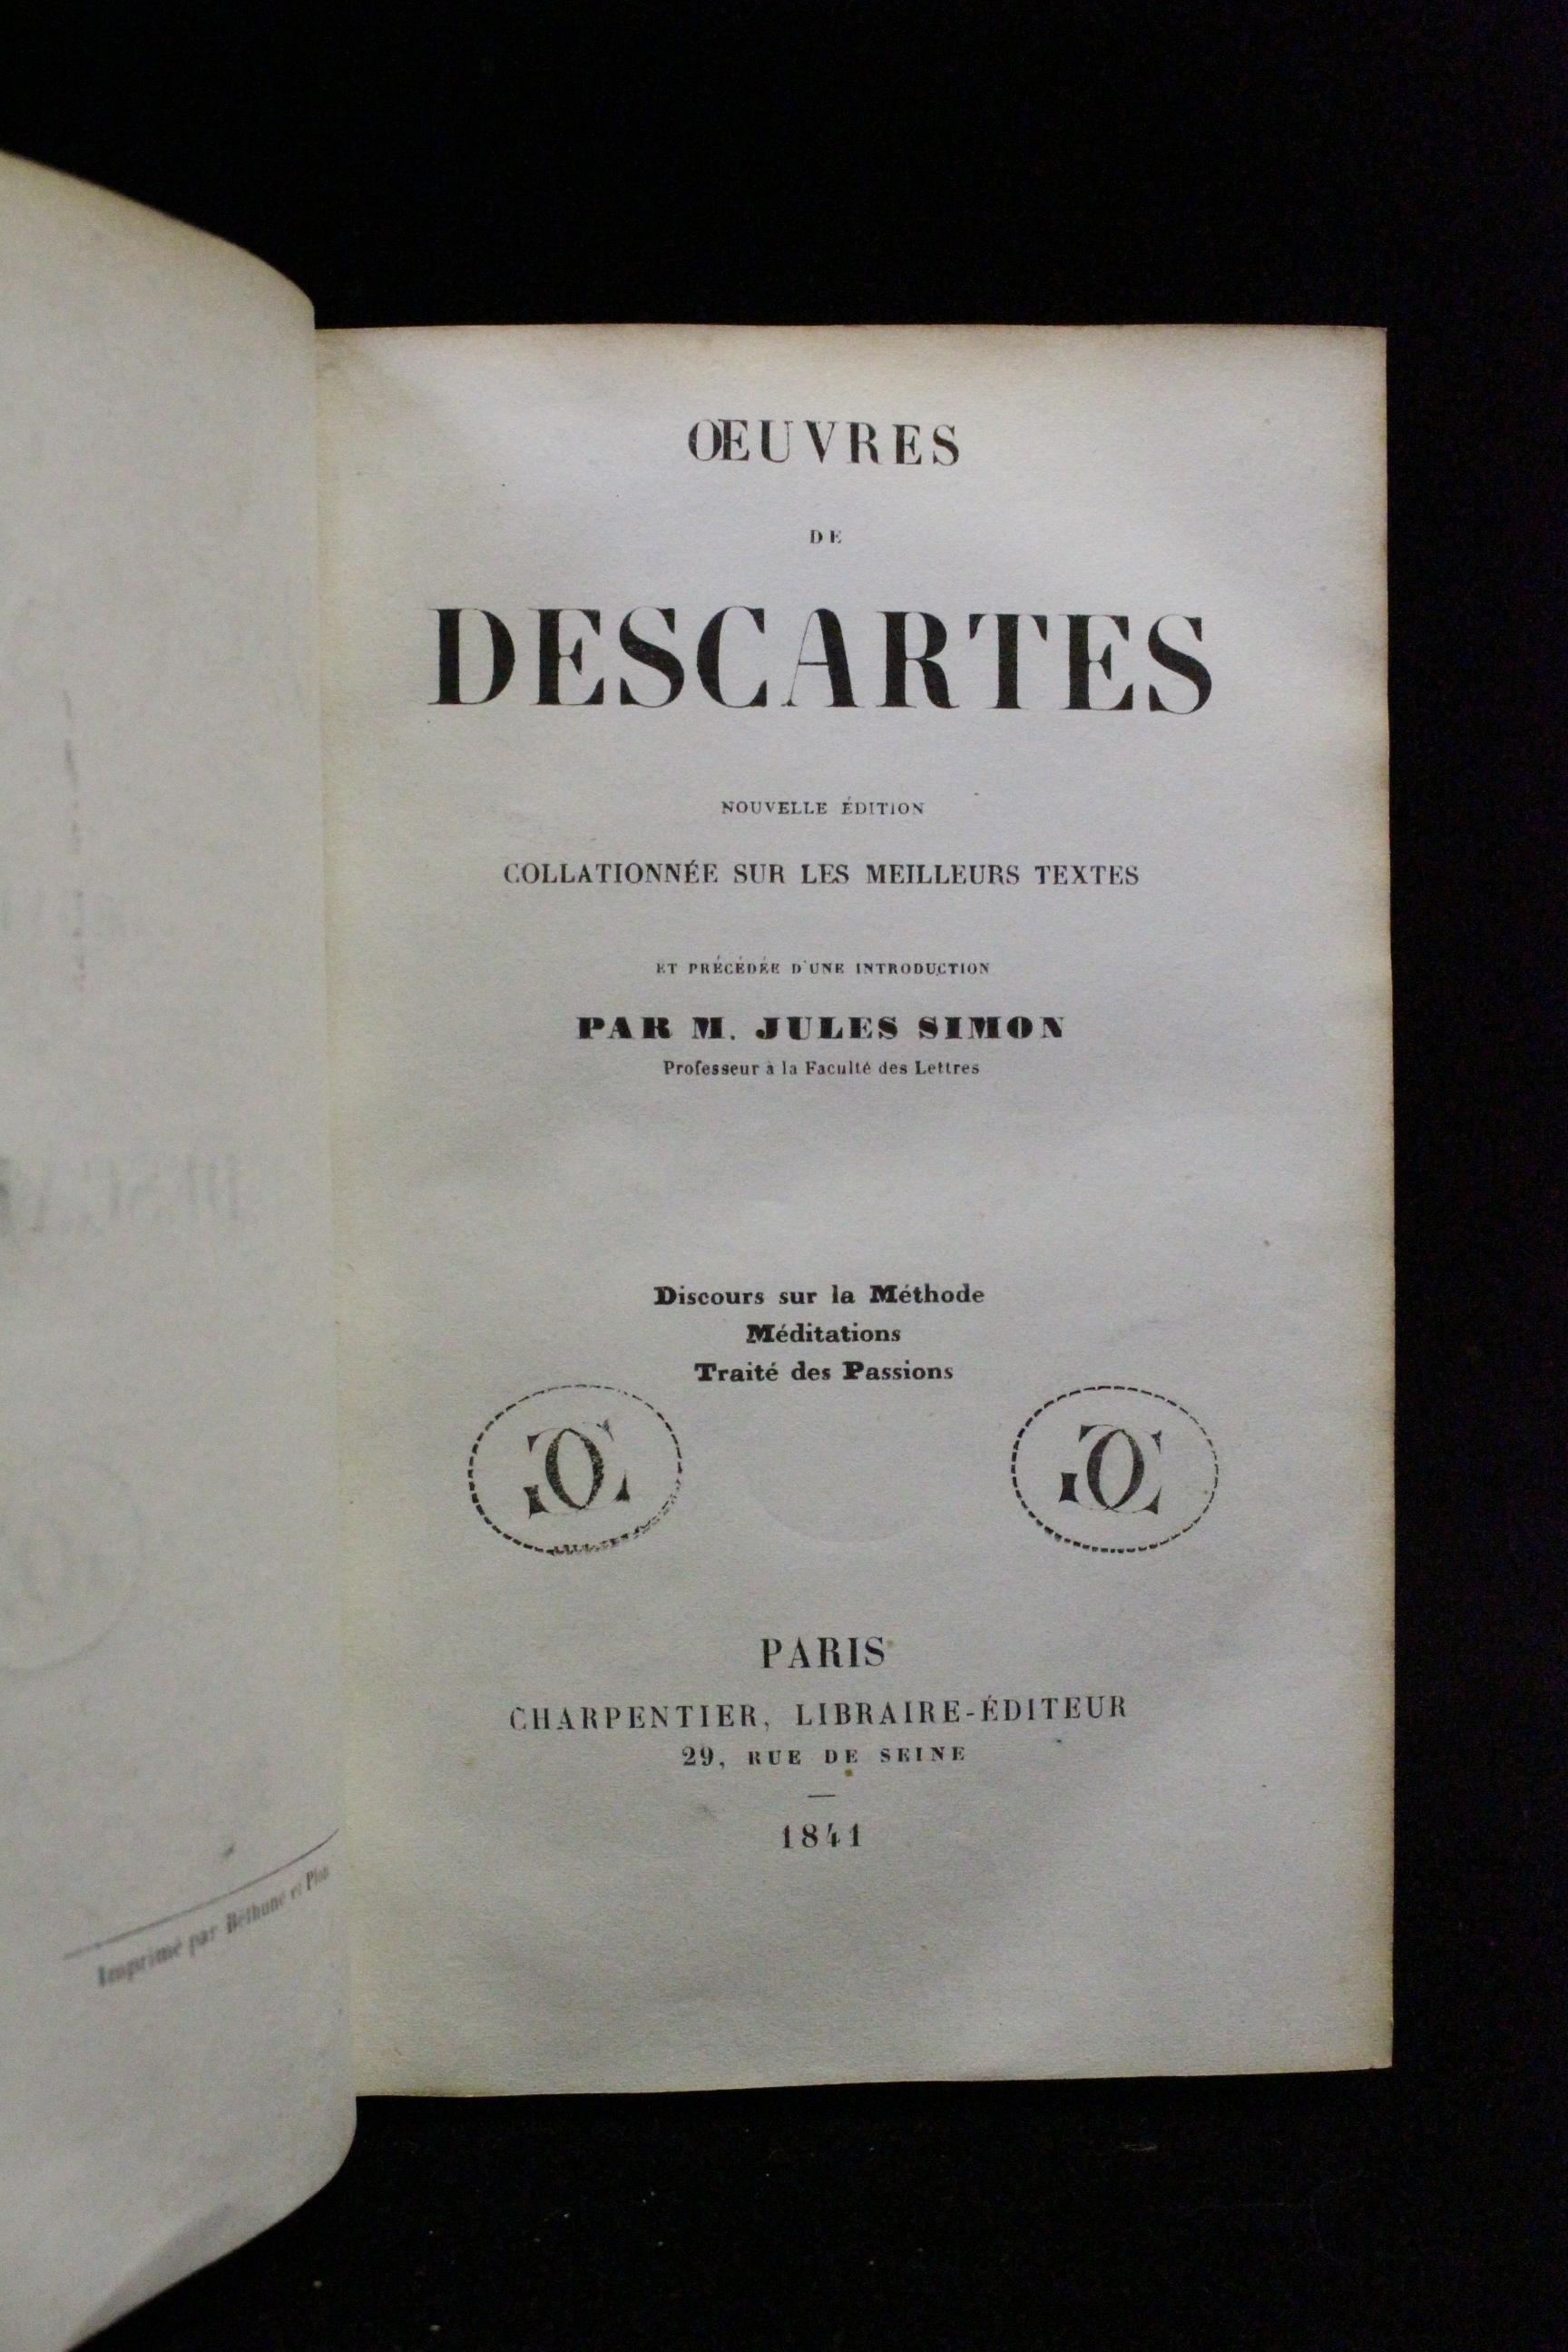 ŒUVRES
DE
DESCARTES
NOUVELLE ÉDITION
COLLATIONNÉE SUR LES MEILLEURS TEXTES
ET PRÉCÉDÉE D'UNE INTRODUCTION
PAR M. JULES SIMON
Professeur à la Faculté des Lettres
Discours sur la Méthode
Méditations
Traité des Passions
PARIS
CHARPENTIER, LIBRAIRE-ÉDITEUR
29, RUE DE SEINE
1841
Imprimé par Béthune et